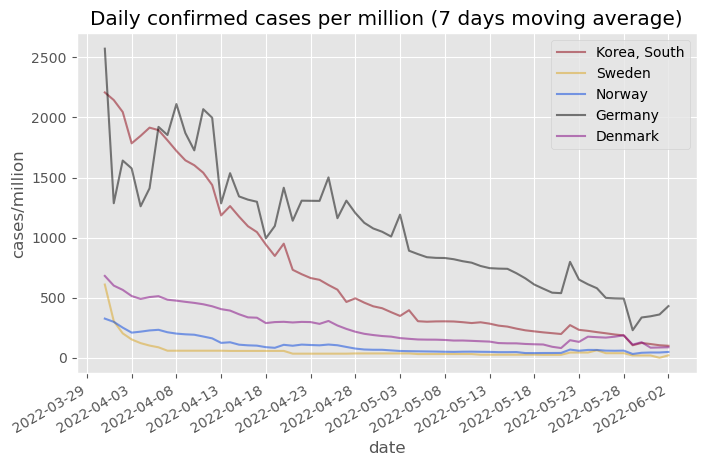 Daily confirmed cases per million (7 days moving average)
Korea, South
Sweden
Norway
Germany
Denmark
cases/million
2500
2000
1500
1000
500
0
2022-03-29
2022-04-03
2022-04-08
2022-04-13
2022-04-18
2022-04-23
2022-04-28
2022-05-03
2022-05-08
2022-05-13
2022-05-18
2022-05-23
2022-05-28
2022-06-02
date